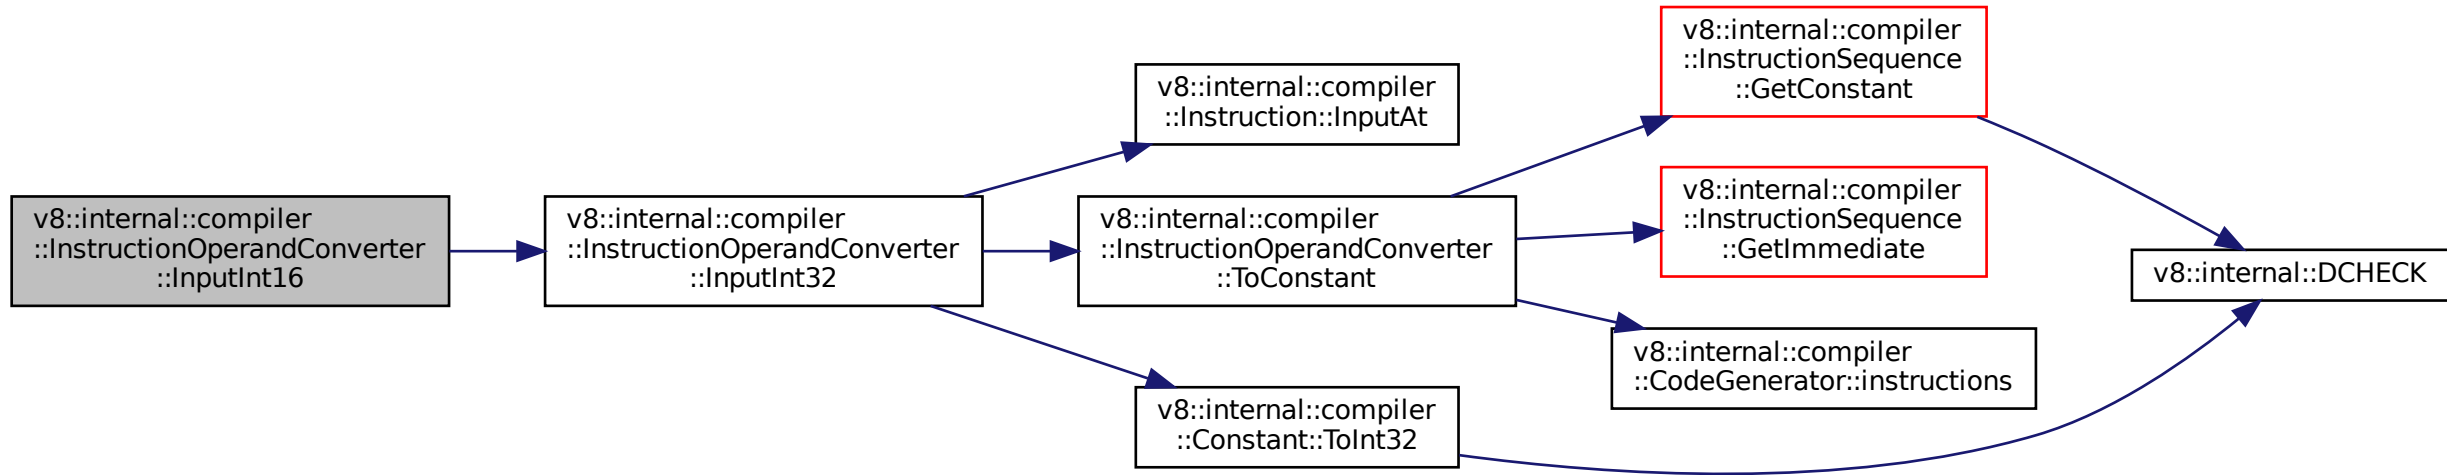 v8::internal::compiler
::InstructionOperandConverter
::InputInt16
v8::internal::compiler
::InstructionOperandConverter
::InputInt32
v8::internal::compiler
::Instruction::InputAt
v8::internal::compiler
::InstructionOperandConverter
::ToConstant
v8::internal::compiler
::Constant::ToInt32
v8::internal::compiler
::InstructionSequence
::GetConstant
v8::internal::compiler
::InstructionSequence
::GetImmediate
v8::internal::compiler
::CodeGenerator::instructions
v8::internal::DCHECK